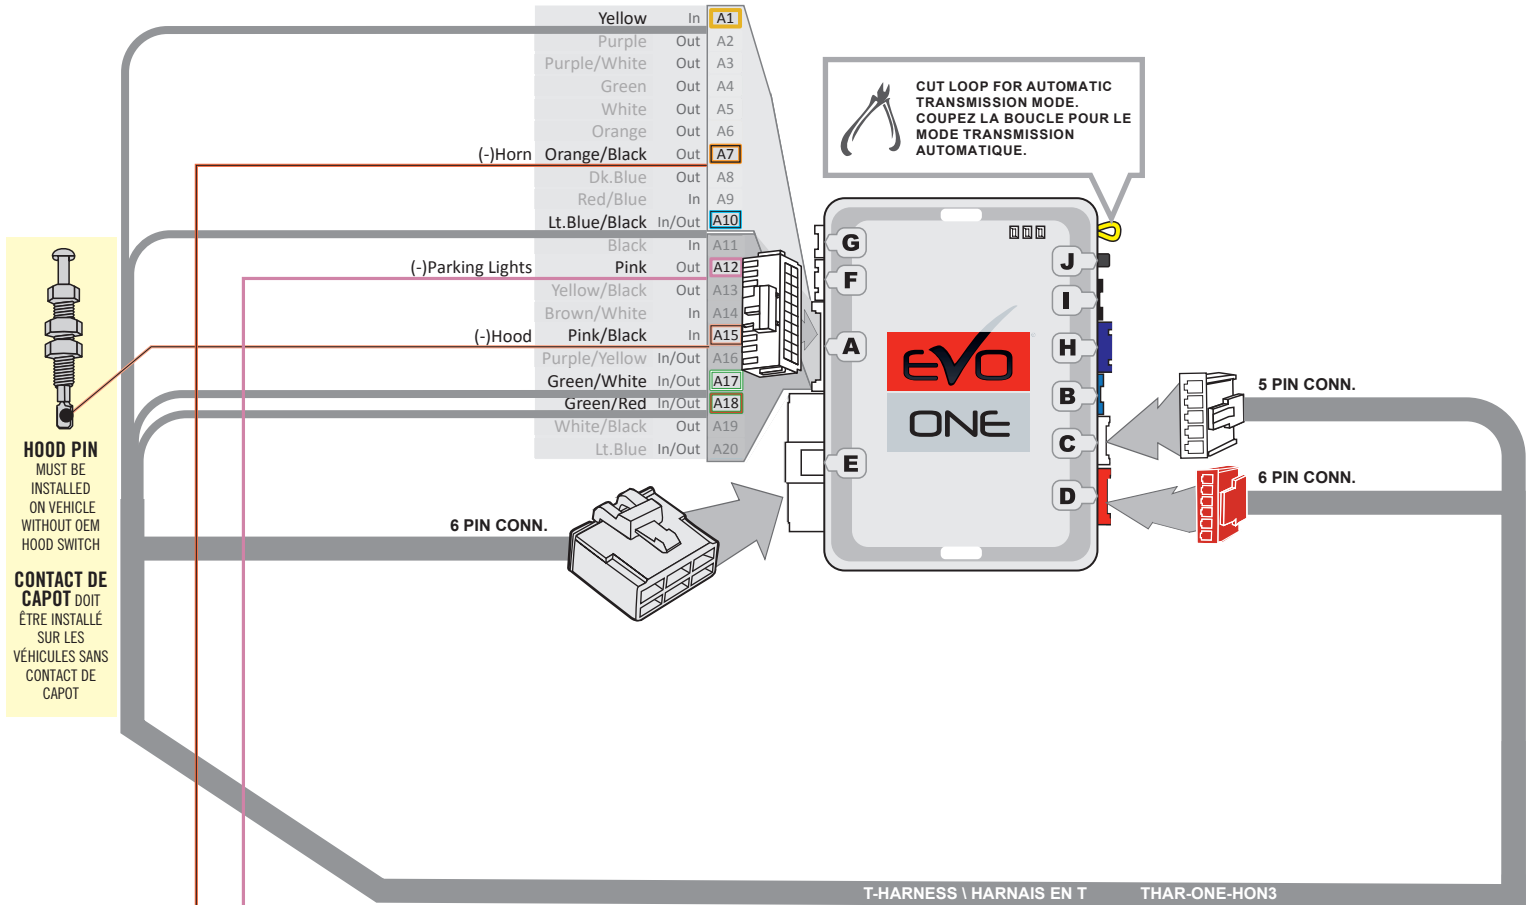 Yellow In A1
Purple Out A2
Purple/White Out A3
Green Out A4
White Out A5
Orange Out A6
(-)Horn Orange/Black Out A7
Dk.Blue Out A8
Red/Blue In A9
Lt.Blue/Black In/Out A10
Black In A11
(-)Parking Lights Pink Out A12
Yellow/Black Out A13
Brown/White In A14
(-)Hood Pink/Black In A15
Purple/Yellow In/Out A16
Green/White In/Out A17
Green/Red In/Out A18
White/Black Out A19
Lt.Blue In/Out A20
CUT LOOP FOR AUTOMATIC
TRANSMISSION MODE.
COUPEZ LA BOUCLE POUR LE
MODE TRANSMISSION
AUTOMATIQUE.
G
F
A
E
J
I
H
B
C
D
EVO
ONE
HOOD PIN
MUST BE
INSTALLED
ON VEHICLE
WITHOUT OEM
HOOD SWITCH
CONTACT DE
CAPOT DOIT
ÊTRE INSTALLÉ
SUR LES
VÉHICULES SANS
CONTACT DE
CAPOT
6 PIN CONN.
5 PIN CONN.
6 PIN CONN.
T-HARNESS \ HARNAIS EN T THAR-ONE-HON3